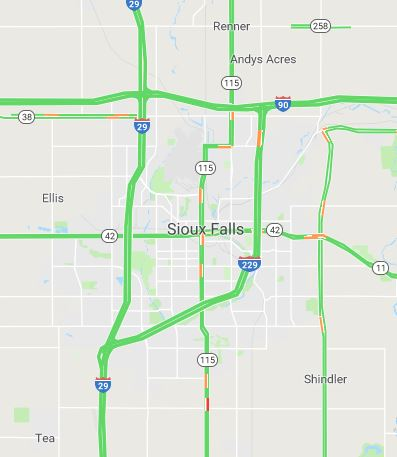 29
Renner
258
Andys Acres
115
90
38
29
115
Ellis
Sioux Falls
42
42
229
11
115
29
Shindler
Tea